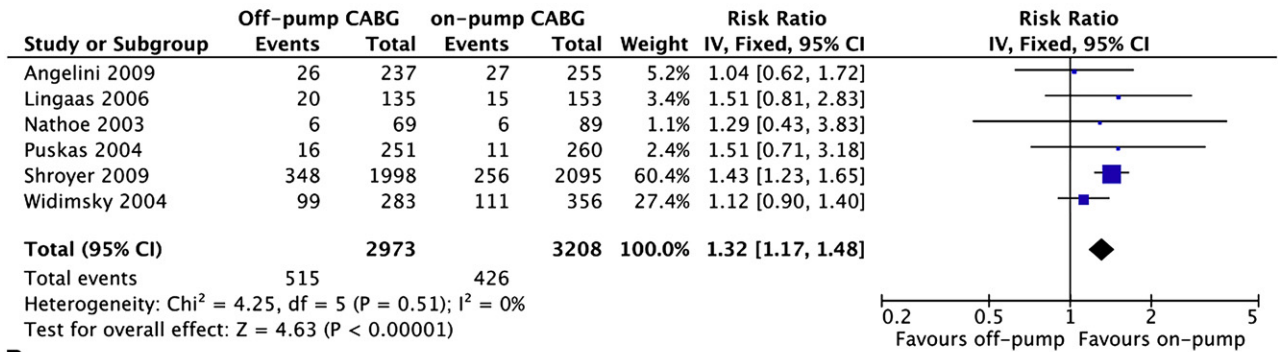 Off-pump CABG on-pump CABG Risk Ratio Risk Ratio
Study or Subgroup Events Total Events Total Weight IV, Fixed, 95% CI IV, Fixed, 95% CI
Angelini 2009 26 237 27 255 5.2% 1.04 [0.62, 1.72]
Lingaas 2006 20 135 15 153 3.4% 1.51 [0.81, 2.83]
Nathoe 2003 6 69 6 89 1.1% 1.29 [0.43, 3.83]
Puskas 2004 16 251 11 260 2.4% 1.51 [0.71, 3.18]
Shroyer 2009 348 1998 256 2095 60.4% 1.43 [1.23, 1.65]
Widimsky 2004 99 283 111 356 27.4% 1.12 [0.90, 1.40]
Total (95% CI) 2973 3208 100.0% 1.32 [1.17, 1.48]
Total events 515 426
Heterogeneity: Chi² = 4.25, df = 5 (P = 0.51); I² = 0%
Test for overall effect: Z = 4.63 (P < 0.00001)
0.2 0.5 1 2 5
Favours off-pump Favours on-pump